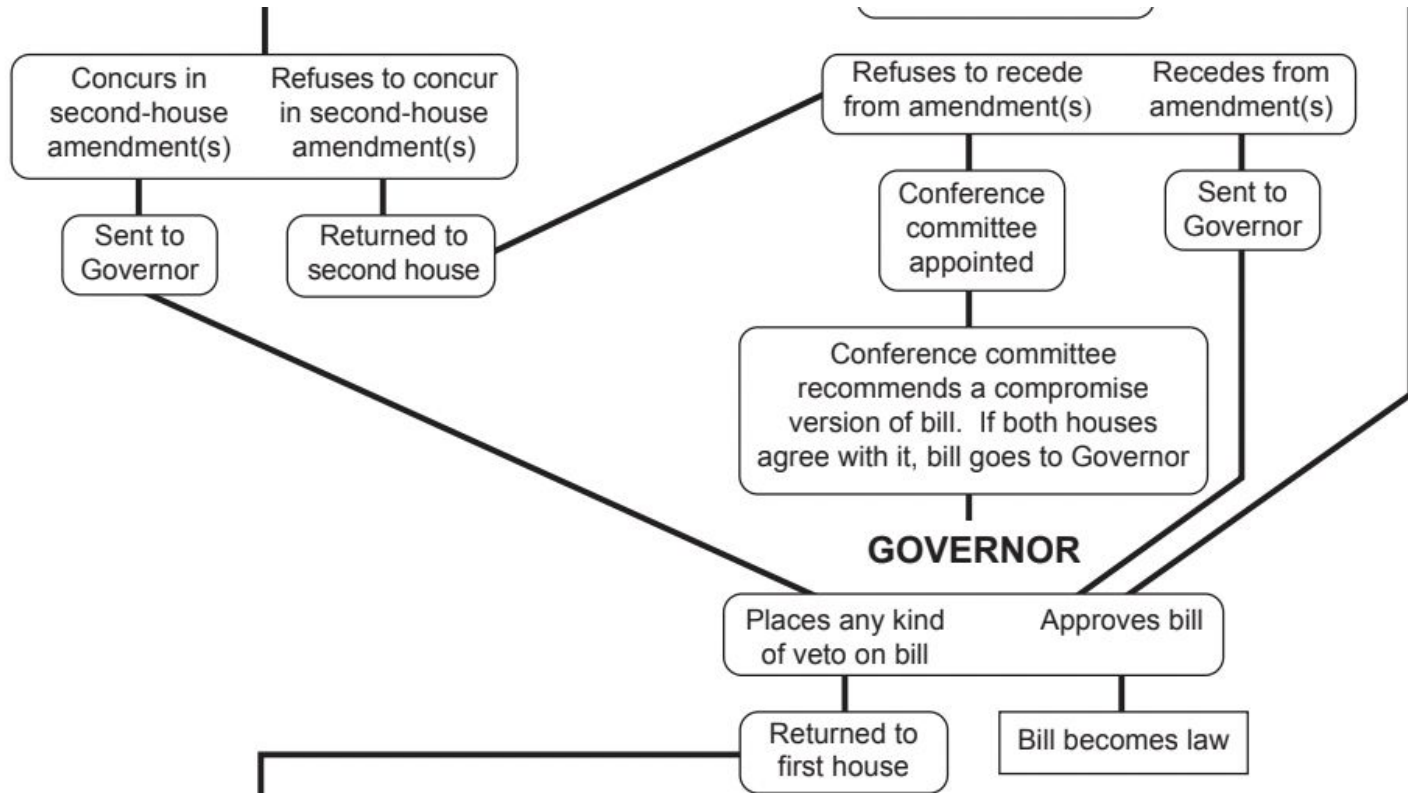 Concurs in
second-house
amendment(s)
Refuses to concur
in second-house
amendment(s)
Sent to
Governor
Returned to
second house
Refuses to recede
from amendment(s)
Recedes from
amendment(s)
Conference
committee
appointed
Sent to
Governor
Conference committee
recommends a compromise
version of bill.  If both houses
agree with it, bill goes to Governor
GOVERNOR
Places any kind
of veto on bill
Approves bill
Returned to
first house
Bill becomes law